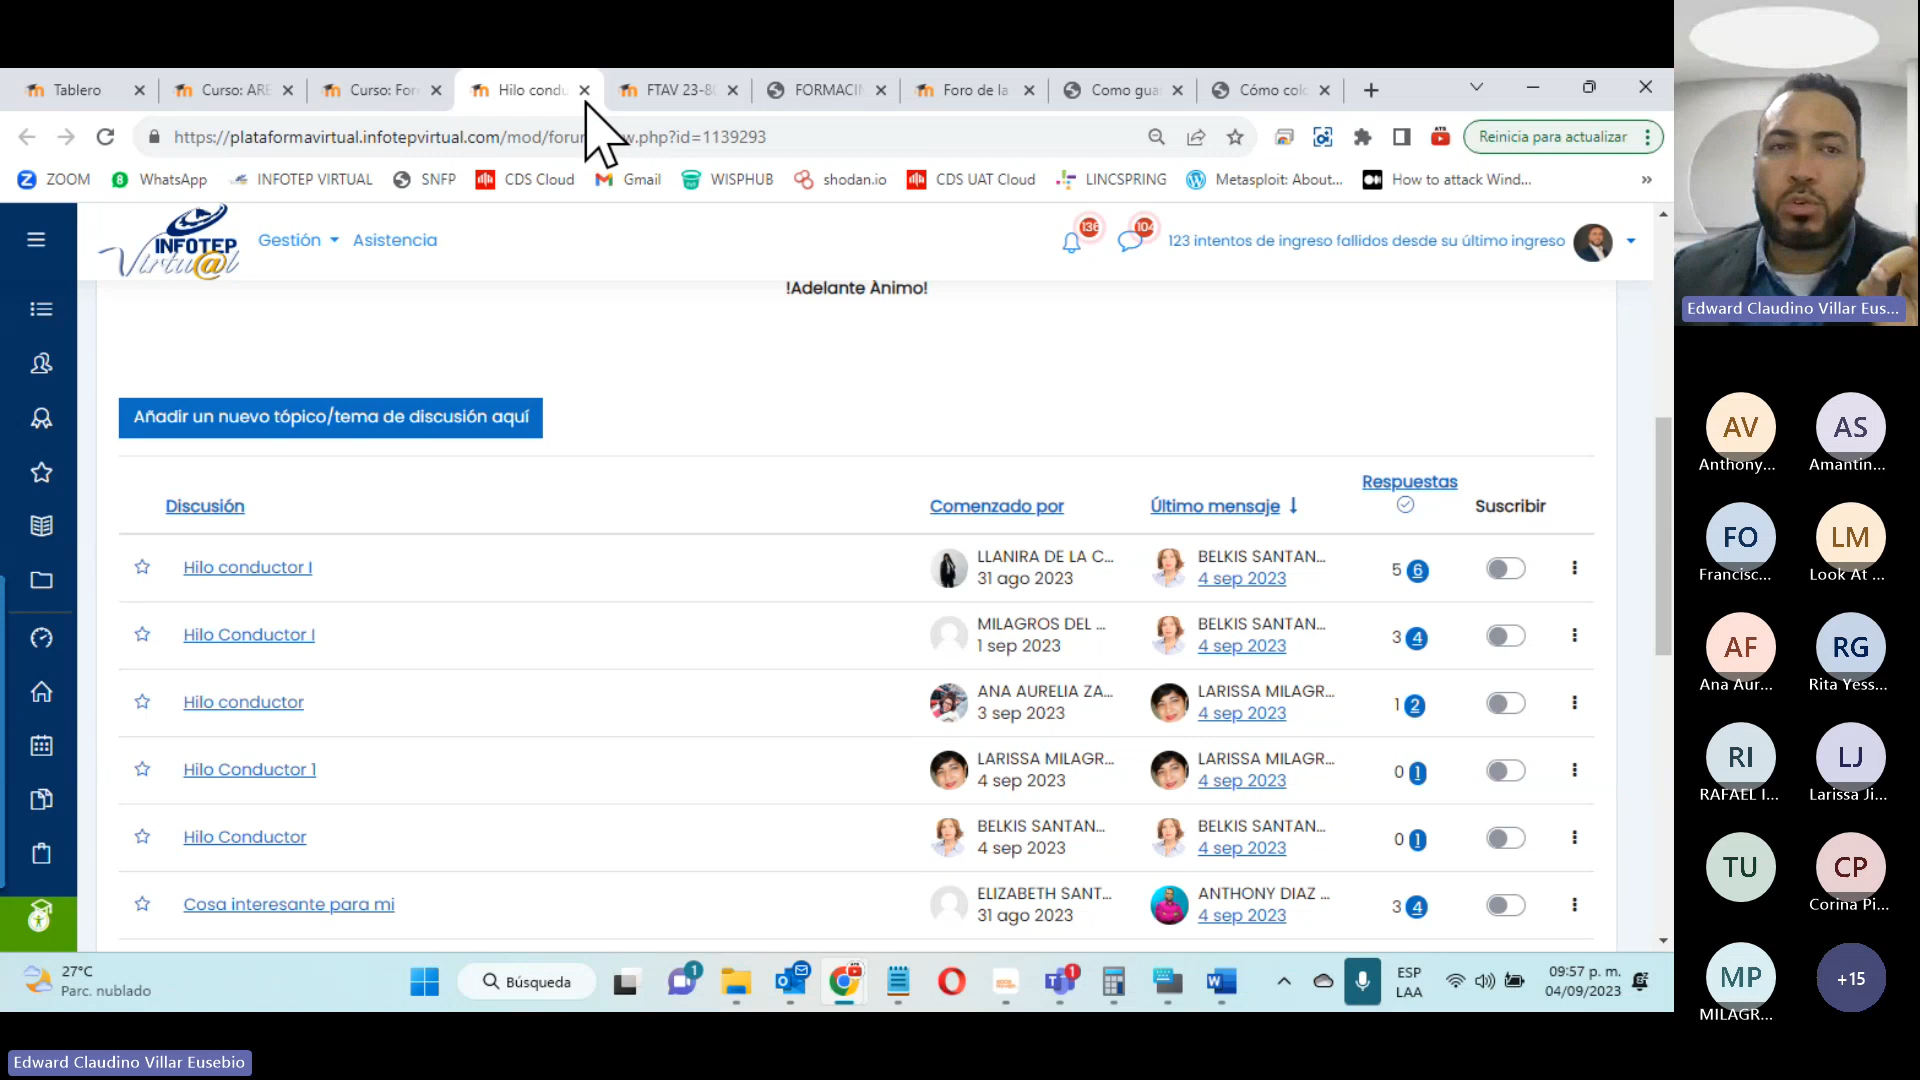 Tablero
Curso: ARE
Curso: For
Hilo condu
FTAV 23-80
FORMACIN
Foro de la
Como gua
Cómo colo
https://plataformavirtual.infotepvirtual.com/mod/foru w.php?id=1139293
Reinicia para actualizar
ZOOM
WhatsApp
INFOTEP VIRTUAL
SNFP
CDS Cloud
Gmail
WISPHUB
shodan.io
CDS UAT Cloud
LINCSPRING
Metasploit: About...
How to attack Wind...
»
INFOTEP
Virtu@l
Gestión
Asistencia
136
104
123 intentos de ingreso fallidos desde su último ingreso
Edward Claudino Villar Eus...
!Adelante Ánimo!
Añadir un nuevo tópico/tema de discusión aquí
Discusión
Comenzado por
Último mensaje
Respuestas
Suscribir
Hilo conductor I
LLANIRA DE LA C...
31 ago 2023
BELKIS SANTAN...
4 sep 2023
5 6
Hilo Conductor I
MILAGROS DEL ...
1 sep 2023
BELKIS SANTAN...
4 sep 2023
3 4
Hilo conductor
ANA AURELIA ZA...
3 sep 2023
LARISSA MILAGR...
4 sep 2023
1 2
Hilo Conductor 1
LARISSA MILAGR...
4 sep 2023
LARISSA MILAGR...
4 sep 2023
0 1
Hilo Conductor
BELKIS SANTAN...
4 sep 2023
BELKIS SANTAN...
4 sep 2023
0 1
Cosa interesante para mi
ELIZABETH SANT...
31 ago 2023
ANTHONY DIAZ ...
4 sep 2023
3 4
AV
Anthony...
AS
Amantin...
FO
Francisc...
LM
Look At ...
AF
Ana Aur...
RG
Rita Yess...
RI
RAFAEL I...
LJ
Larissa Ji...
TU
CP
Corina Pi...
MP
MILAGR...
+15
27°C
Parc. nublado
Búsqueda
1
1
ESP
LAA
09:57 p. m.
04/09/2023
Edward Claudino Villar Eusebio